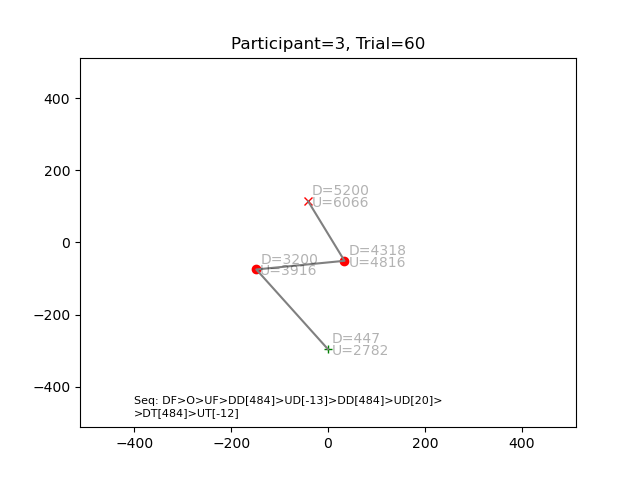 Participant=3, Trial=60
400
200
0
−200
−400
D=5200
U=6066
D=4318
U=4816
D=3200
U=3916
D=447
U=2782
Seq: DF>O>UF>DD[484]>UD[-13]>DD[484]>UD[20]>
>DT[484]>UT[-12]
−400
−200
0
200
400